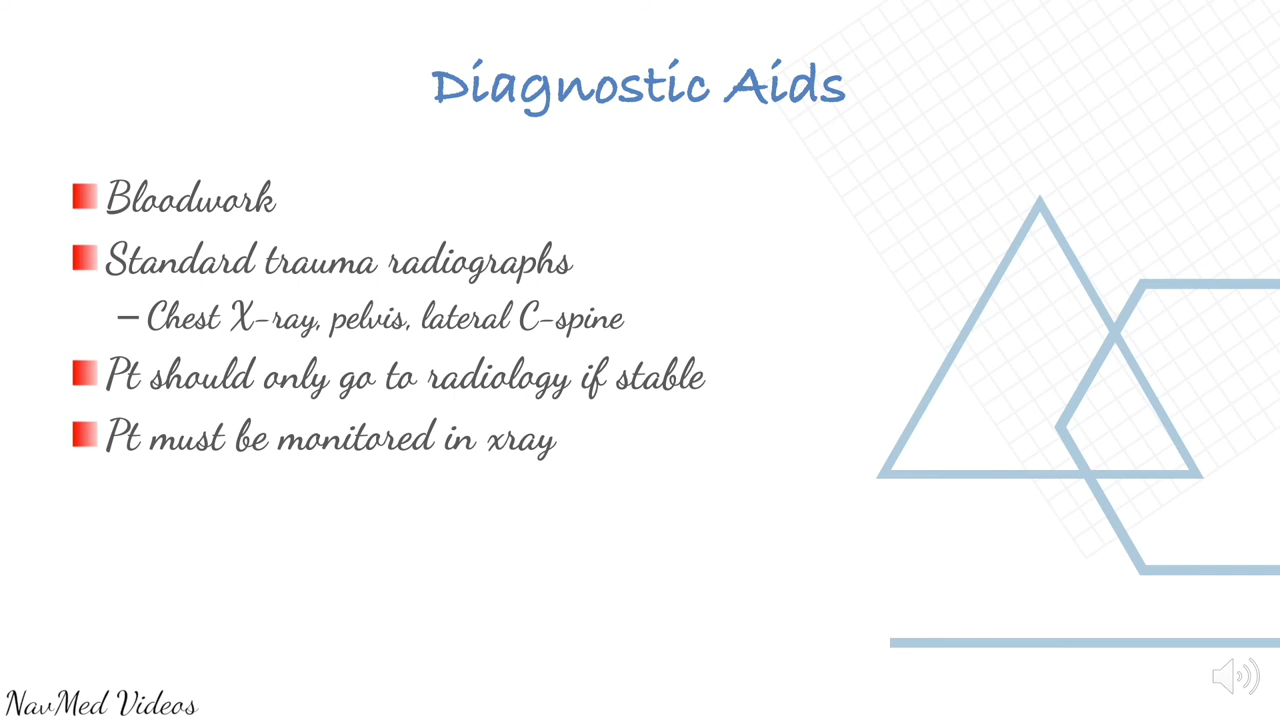 Diagnostic Aids
Bloodwork
Standard trauma radiographs
– Chest X-ray, pelvis, lateral C-spine
Pt should only go to radiology if stable
Pt must be monitored in xray
NavMed Videos